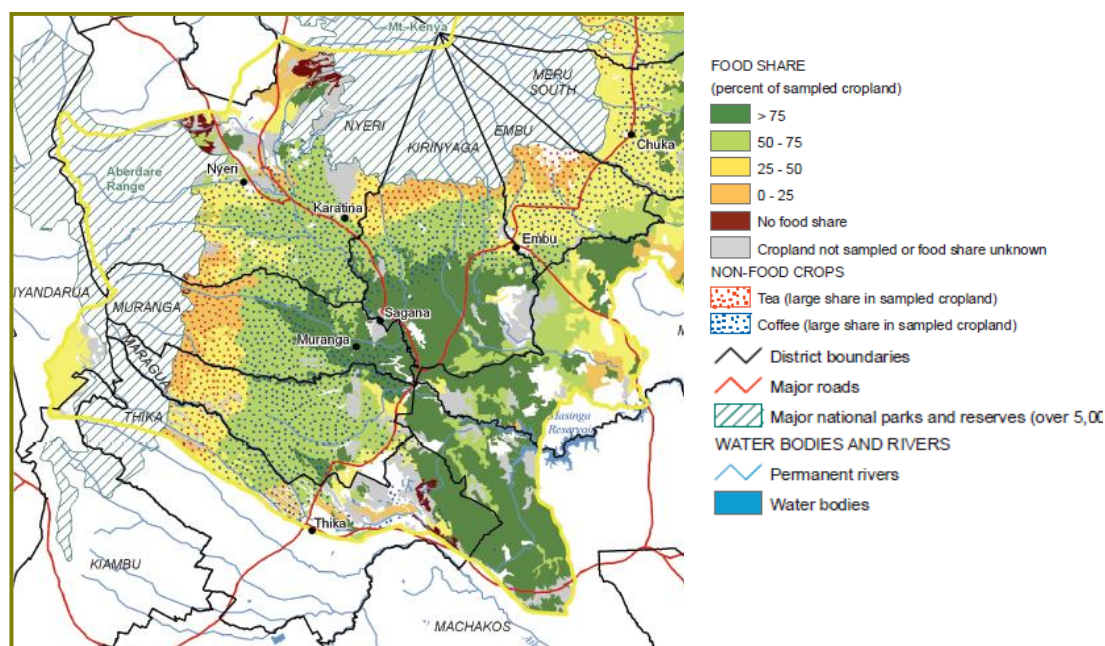 Mt. Kenya
MERU
SOUTH
NYERI
EMBU
KIRINYAGA
Chuka
Aberdare
Range
Nyeri
Karatina
Embu
IYANDARUA
MURANGA
Sagana
Muranga
MARAGUA
THIKA
Masinga
Reservoir
Thika
KIAMBU
MACHAKOS
FOOD SHARE
(percent of sampled cropland)
> 75
50 - 75
25 - 50
0 - 25
No food share
Cropland not sampled or food share unknown
NON-FOOD CROPS
Tea (large share in sampled cropland)
Coffee (large share in sampled cropland)
District boundaries
Major roads
Major national parks and reserves (over 5,00
WATER BODIES AND RIVERS
Permanent rivers
Water bodies